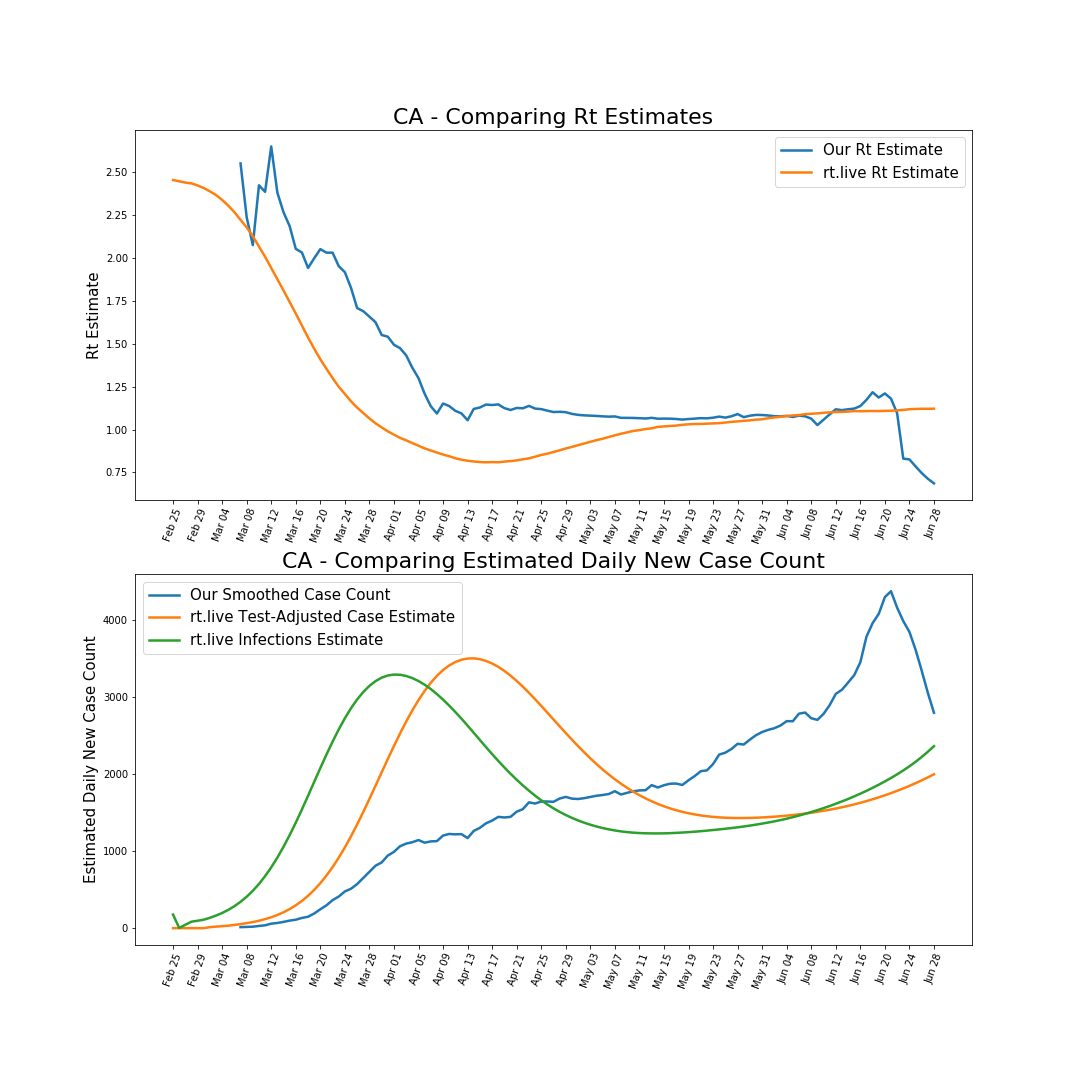 CA - Comparing Rt Estimates
Our Rt Estimate
rt.live Rt Estimate
Rt Estimate
2.50
2.25
2.00
1.75
1.50
1.25
1.00
0.75
Feb 25 Feb 29 Mar 04 Mar 08 Mar 12 Mar 16 Mar 20 Mar 24 Mar 28 Apr 01 Apr 05 Apr 09 Apr 13 Apr 17 Apr 21 Apr 25 Apr 29 May 03 May 07 May 11 May 15 May 19 May 23 May 27 May 31 Jun 04 Jun 08 Jun 12 Jun 16 Jun 20 Jun 24 Jun 28
CA - Comparing Estimated Daily New Case Count
Our Smoothed Case Count
rt.live Test-Adjusted Case Estimate
rt.live Infections Estimate
Estimated Daily New Case Count
4000
3000
2000
1000
0
Feb 25 Feb 29 Mar 04 Mar 08 Mar 12 Mar 16 Mar 20 Mar 24 Mar 28 Apr 01 Apr 05 Apr 09 Apr 13 Apr 17 Apr 21 Apr 25 Apr 29 May 03 May 07 May 11 May 15 May 19 May 23 May 27 May 31 Jun 04 Jun 08 Jun 12 Jun 16 Jun 20 Jun 24 Jun 28